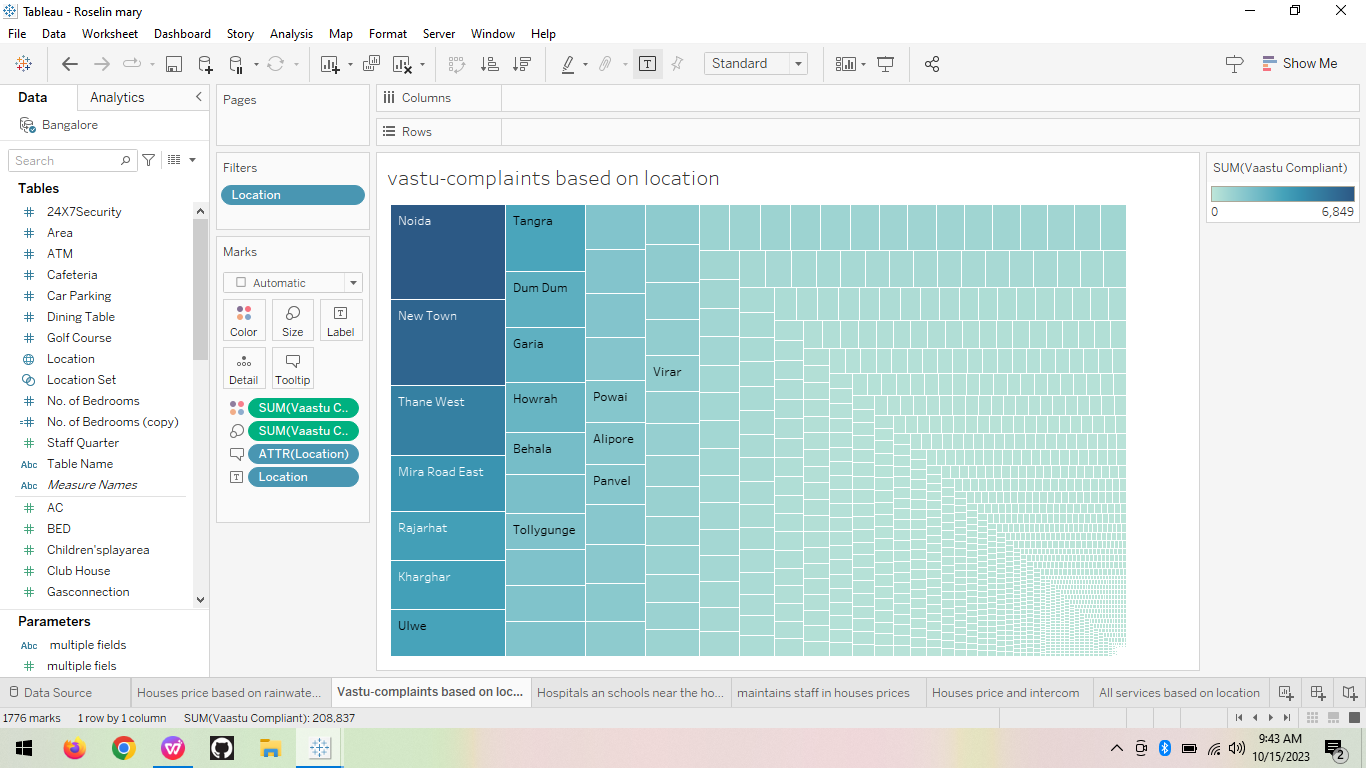 Tableau - Roselin mary
File Data Worksheet Dashboard Story Analysis Map Format Server Window Help
Standard
Show Me
Data Analytics
Bangalore
Search
Tables
24X7Security
Area
ATM
Cafeteria
Car Parking
Dining Table
Golf Course
Location
Location Set
No. of Bedrooms
No. of Bedrooms (copy)
Staff Quarter
Abc Table Name
Abc Measure Names
AC
BED
Children'splayarea
Club House
Gasconnection
Parameters
Abc multiple fields
multiple fiels
Pages
Filters
Location
Marks
Automatic
Color Size Label
Detail Tooltip
SUM(Vaastu C..
SUM(Vaastu C..
ATTR(Location)
Location
Columns
Rows
vastu-complaints based on location
Noida
New Town
Thane West
Mira Road East
Rajarhat
Kharghar
Ulwe
Tangra
Dum Dum
Garia
Howrah
Behala
Tollygunge
Powai
Alipore
Panvel
Virar
SUM(Vaastu Compliant)
0 6,849
Data Source Houses price based on rainwate... Vastu-complaints based on loc... Hospitals an schools near the ho... maintains staff in houses prices Houses price and intercom All services based on location
1776 marks 1 row by 1 column SUM(Vaastu Compliant): 208,837
9:43 AM
10/15/2023
2